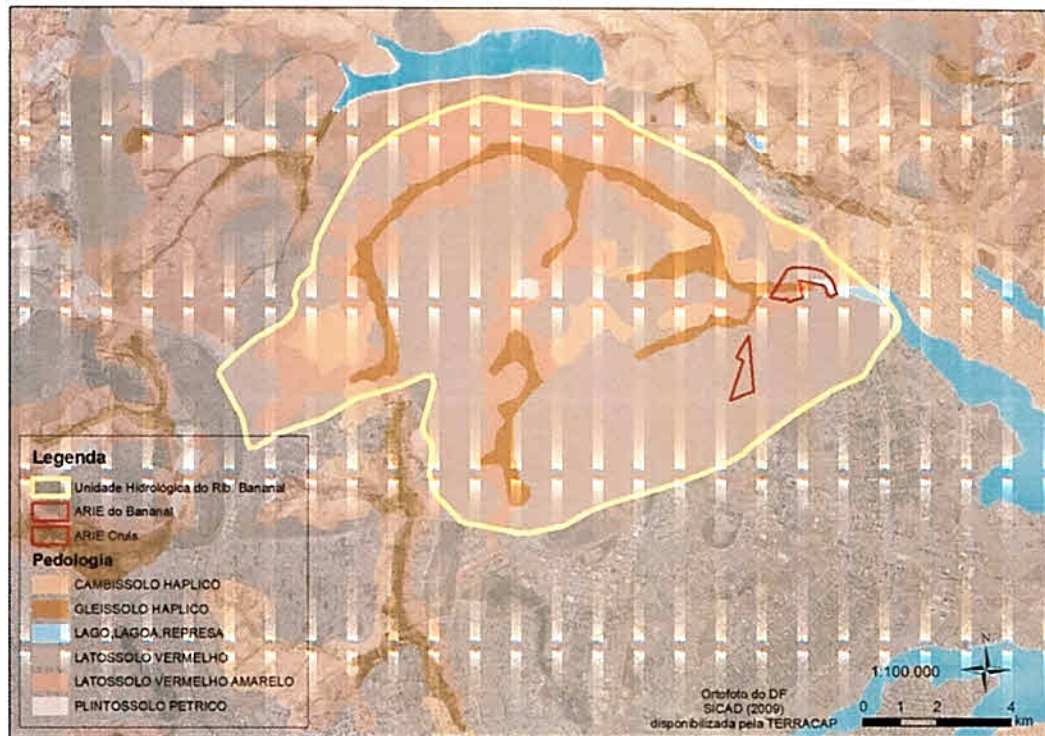 Legenda
Unidade Hidrológica do Rib. Bananal
ARIE do Bananal
ARIE Cruls
Pedologia
CAMBISSOLO HAPLICO
GLEISSOLO HAPLICO
LAGO,LAGOA,REPRESA
LATOSSOLO VERMELHO
LATOSSOLO VERMELHO AMARELO
PLINTOSSOLO PETRICO
N
1:100.000
Ortofoto do DF
SICAD (2009)
disponibilizada pela TERRACAP
0 1 2 4
km